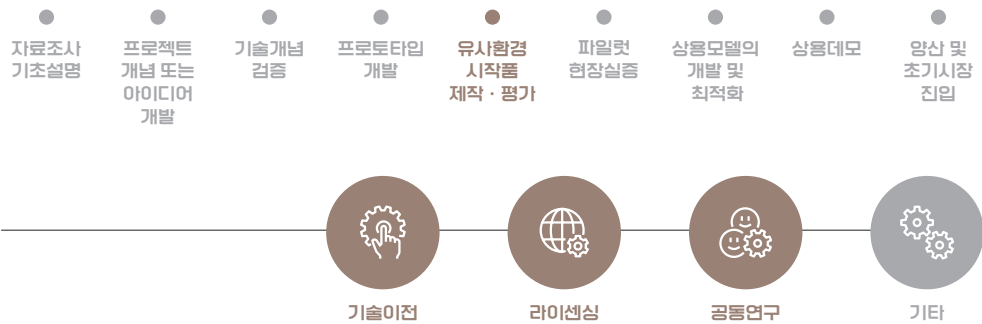 자료조사
기초설명
프로젝트
개념 또는
아이디어
개발
기술개념
검증
프로토타입
개발
유사환경
시작품
제작 · 평가
파일럿
현장실증
상용모델의
개발 및
최적화
상용데모
양산 및
초기시장
진입
기술이전
라이센싱
공동연구
기타